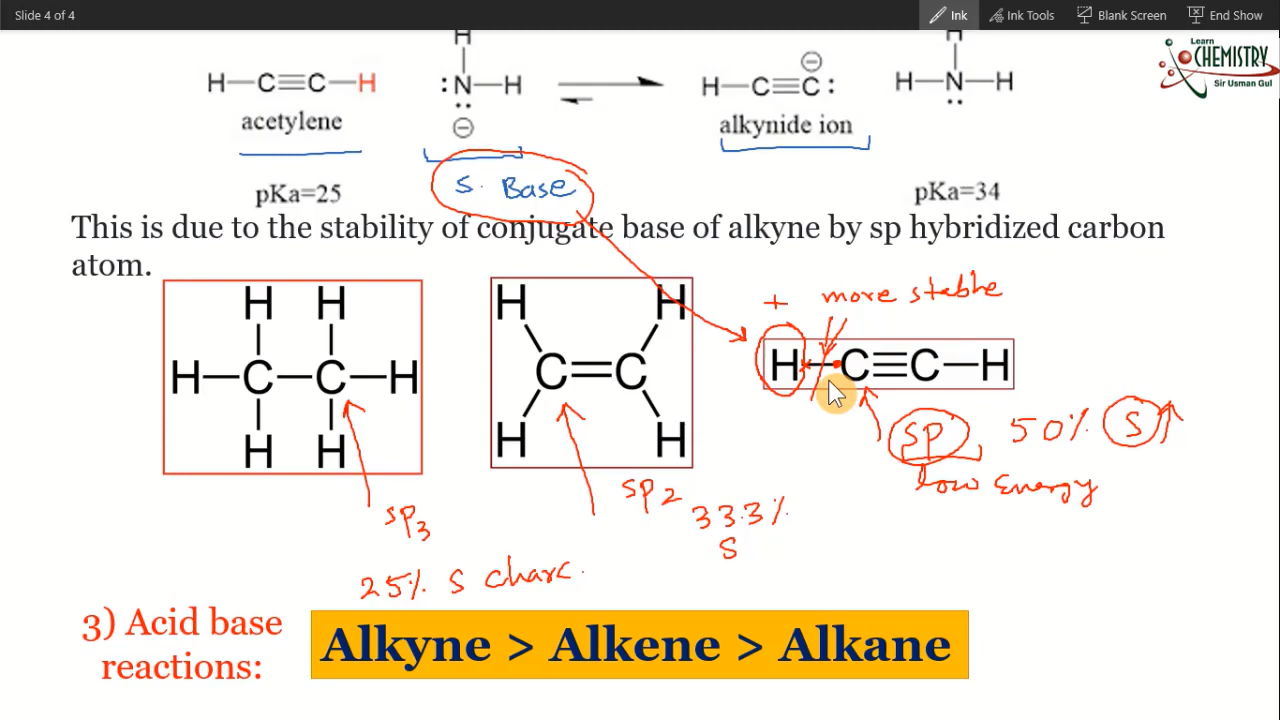 Slide 4 of 4
Ink
Ink Tools
Blank Screen
End Show
Learn
CHEMISTRY
Sir Usman Gul
H
H
H—C≡C—H
:N—H
H—C≡C:
H—N—H
acetylene
alkynide ion
S. Base
pKa=25
pKa=34
This is due to the stability of conjugate base of alkyne by sp hybridized carbon
atom.
+ more stable
H H
H—C—C—H
H H
H H
C=C
H H
H—C≡C—H
sp, 50% S↑
low energy
sp3
sp2
33.3%
S
25% S charc.
3) Acid base
reactions:
Alkyne > Alkene > Alkane